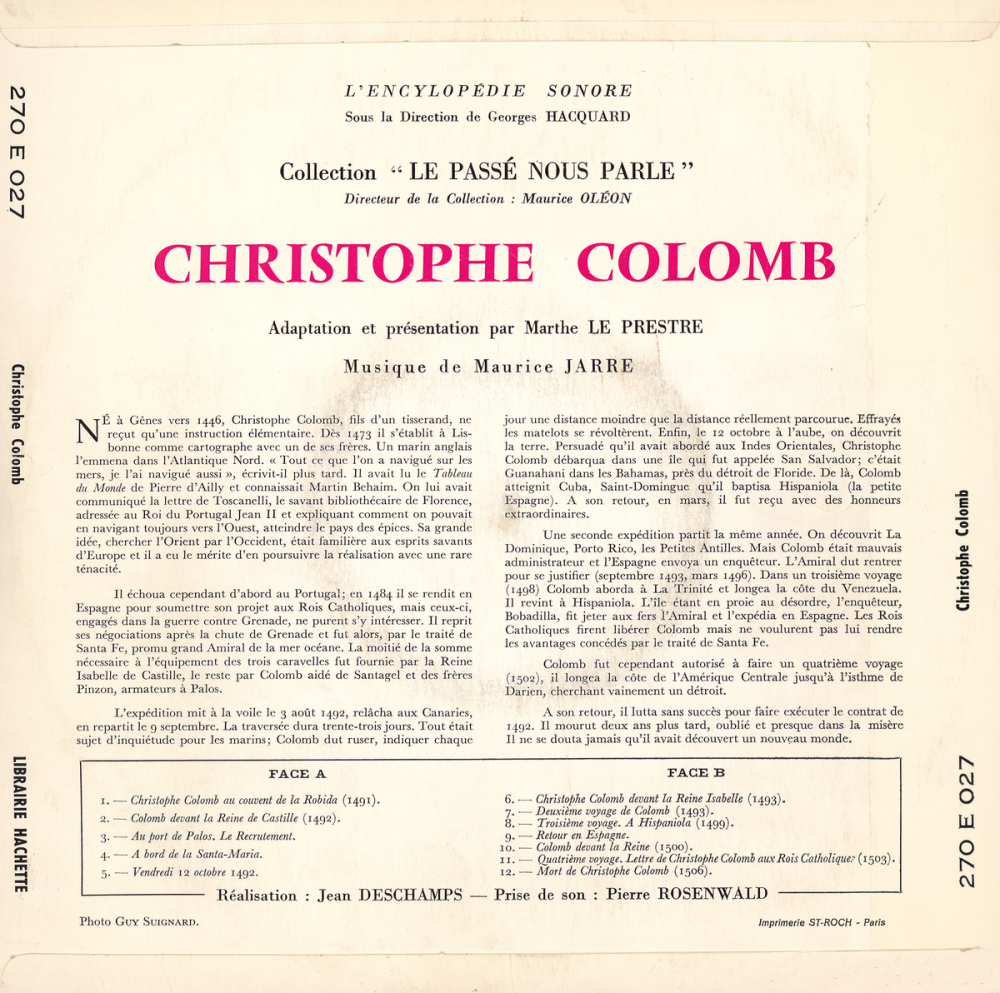 L'ENCYLOPÉDIE SONORE
Sous la Direction de Georges HACQUARD
Collection “ LE PASSÉ NOUS PARLE ”
Directeur de la Collection : Maurice OLÉON
CHRISTOPHE COLOMB
Adaptation et présentation par Marthe LE PRESTRE
Musique de Maurice JARRE
NÉ à Gênes vers 1446, Christophe Colomb, fils d'un tisserand, ne
reçut qu'une instruction élémentaire. Dès 1473 il s'établit à Lis-
bonne comme cartographe avec un de ses frères. Un marin anglais
l'emmena dans l'Atlantique Nord. « Tout ce que l'on a navigué sur les
mers, je l'ai navigué aussi », écrivit-il plus tard. Il avait lu le Tableau
du Monde de Pierre d'Ailly et connaissait Martin Behaim. On lui avait
communiqué la lettre de Toscanelli, le savant bibliothécaire de Florence,
adressée au Roi du Portugal Jean II et expliquant comment on pouvait
en navigant toujours vers l'Ouest, atteindre le pays des épices. Sa grande
idée, chercher l'Orient par l'Occident, était familière aux esprits savants
d'Europe et il a eu le mérite d'en poursuivre la réalisation avec une rare
ténacité.
Il échoua cependant d'abord au Portugal; en 1484 il se rendit en
Espagne pour soumettre son projet aux Rois Catholiques, mais ceux-ci,
engagés dans la guerre contre Grenade, ne purent s'y intéresser. Il reprit
ses négociations après la chute de Grenade et fut alors, par le traité de
Santa Fe, promu grand Amiral de la mer océane. La moitié de la somme
nécessaire à l'équipement des trois caravelles fut fournie par la Reine
Isabelle de Castille, le reste par Colomb aidé de Santagel et des frères
Pinzon, armateurs à Palos.
L'expédition mit à la voile le 3 août 1492, relâcha aux Canaries,
en repartit le 9 septembre. La traversée dura trente-trois jours. Tout était
sujet d'inquiétude pour les marins; Colomb dut ruser, indiquer chaque
jour une distance moindre que la distance réellement parcourue. Effrayés
les matelots se révoltèrent. Enfin, le 12 octobre à l'aube, on découvrit
la terre. Persuadé qu'il avait abordé aux Indes Orientales, Christophe
Colomb débarqua dans une île qui fut appelée San Salvador; c'était
Guanahani dans les Bahamas, près du détroit de Floride. De là, Colomb
atteignit Cuba, Saint-Domingue qu'il baptisa Hispaniola (la petite
Espagne). A son retour, en mars, il fut reçu avec des honneurs
extraordinaires.
Une seconde expédition partit la même année. On découvrit La
Dominique, Porto Rico, les Petites Antilles. Mais Colomb était mauvais
administrateur et l'Espagne envoya un enquêteur. L'Amiral dut rentrer
pour se justifier (septembre 1493, mars 1496). Dans un troisième voyage
(1498) Colomb aborda à La Trinité et longea la côte du Venezuela.
Il revint à Hispaniola. L'île étant en proie au désordre, l'enquêteur,
Bobadilla, fit jeter aux fers l'Amiral et l'expédia en Espagne. Les Rois
Catholiques firent libérer Colomb mais ne voulurent pas lui rendre
les avantages concédés par le traité de Santa Fe.
Colomb fut cependant autorisé à faire un quatrième voyage
(1502), il longea la côte de l'Amérique Centrale jusqu'à l'isthme de
Darien, cherchant vainement un détroit.
A son retour, il lutta sans succès pour faire exécuter le contrat de
1492. Il mourut deux ans plus tard, oublié et presque dans la misère
Il ne se douta jamais qu'il avait découvert un nouveau monde.
FACE A
1. — Christophe Colomb au couvent de la Robida (1491).
2. — Colomb devant la Reine de Castille (1492).
3. — Au port de Palos. Le Recrutement.
4. — A bord de la Santa-Maria.
5. — Vendredi 12 octobre 1492.
FACE B
6. — Christophe Colomb devant la Reine Isabelle (1493).
7. — Deuxième voyage de Colomb (1493).
8. — Troisième voyage. A Hispaniola (1499).
9. — Retour en Espagne.
10. — Colomb devant la Reine (1500).
11. — Quatrième voyage. Lettre de Christophe Colomb aux Rois Catholiques (1503).
12. — Mort de Christophe Colomb (1506).
Réalisation : Jean DESCHAMPS — Prise de son : Pierre ROSENWALD
Photo GUY SUIGNARD.
Imprimerie ST-ROCH - Paris
270 E 027
Christophe Colomb
LIBRAIRIE HACHETTE
Christophe Colomb
270 E 027